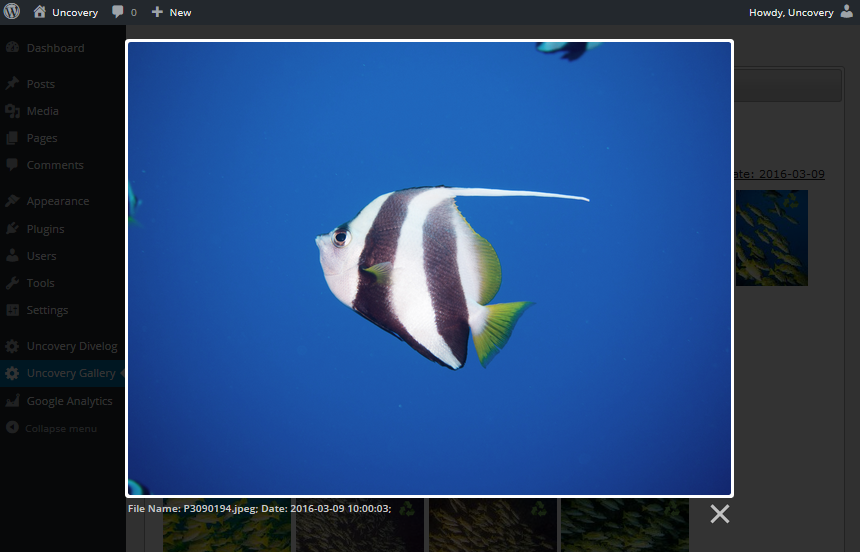 Uncovery
0
New
Howdy, Uncovery
Dashboard
Posts
Media
Pages
Comments
Appearance
Plugins
Users
Tools
Settings
Uncovery Divelog
Uncovery Gallery
Google Analytics
Collapse menu
ate: 2016-03-09
File Name: P3090194.jpeg; Date: 2016-03-09 10:00:03;